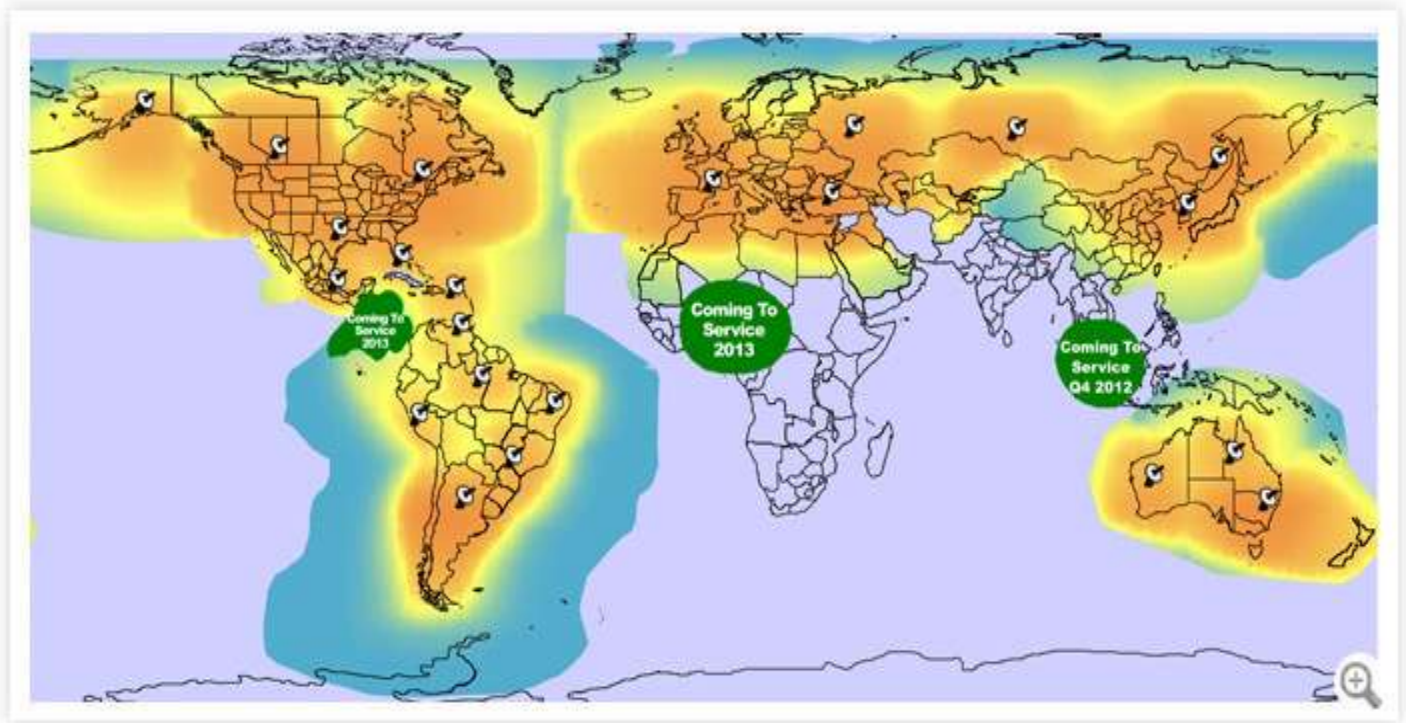 Coming To
Service
2013
Coming To
Service
2013
Coming To
Service
Q4 2012